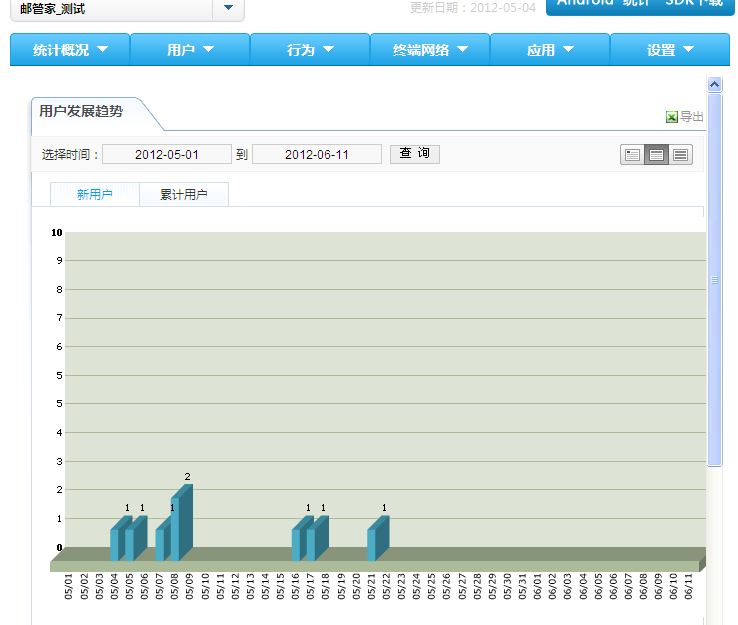 邮管家_测试
更新日期：2012-05-04
Android 统计 SDK下载
统计概况 用户 行为 终端网络 应用 设置
用户发展趋势
导出
选择时间： 2012-05-01 到 2012-06-11 查 询
新用户 累计用户
10
9
8
7
6
5
5
4
3
2
1
0
1 1 1 2 1 1 1
05/01 05/02 05/03 05/04 05/05 05/06 05/07 05/08 05/09 05/10 05/11 05/12 05/13 05/14 05/15 05/16 05/17 05/18 05/19 05/20 05/21 05/22 05/23 05/24 05/25 05/26 05/27 05/28 05/29 05/30 05/31 06/01 06/02 06/03 06/04 06/05 06/06 06/07 06/08 06/09 06/10 06/11